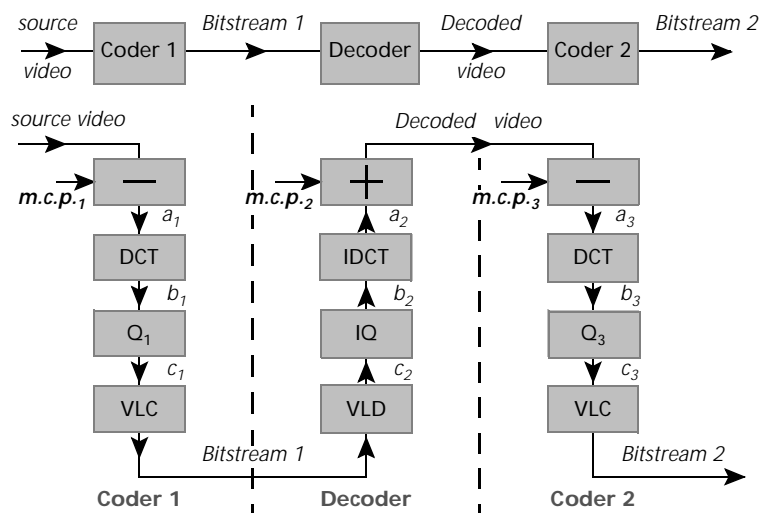 source video
Coder 1
Bitstream 1
Decoder
Decoded video
Coder 2
Bitstream 2
source video
Decoded video
m.c.p.1
m.c.p.2
m.c.p.3
a1
a2
a3
DCT
IDCT
DCT
b1
b2
b3
Q1
IQ
Q3
c1
c2
c3
VLC
VLD
VLC
Bitstream 1
Bitstream 2
Coder 1
Decoder
Coder 2